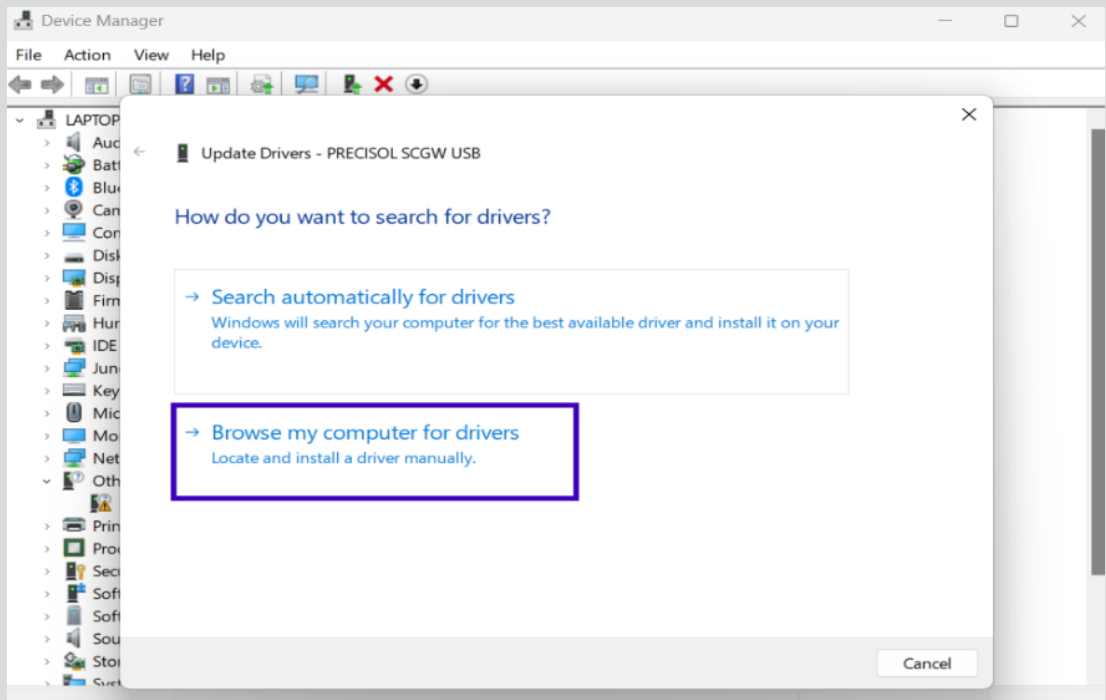 Device Manager
File Action View Help
LAPTOP
Aud
Batt
Blue
Cam
Com
Disk
Disp
Firm
Hum
IDE
June
Key
Mic
Mo
Net
Oth
Prin
Proc
Secu
Soft
Soft
Sou
Stor
Syst
Update Drivers - PRECISOL SCGW USB
How do you want to search for drivers?
Search automatically for drivers
Windows will search your computer for the best available driver and install it on your
device.
Browse my computer for drivers
Locate and install a driver manually.
Cancel